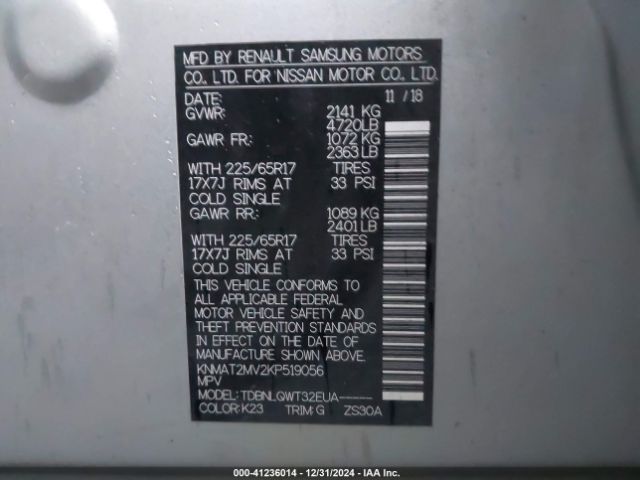 MFD BY RENAULT SAMSUNG MOTORS
CO., LTD. FOR NISSAN MOTOR CO., LTD.
DATE: 11 / 18
GVWR: 2141 KG
4720LB
GAWR FR: 1072 KG
2363LB
WITH 225/65R17 TIRES
17X7J RIMS AT 33 PSI
COLD SINGLE
GAWR RR: 1089 KG
2401LB
WITH 225/65R17 TIRES
17X7J RIMS AT 33 PSI
COLD SINGLE
THIS VEHICLE CONFORMS TO
ALL APPLICABLE FEDERAL
MOTOR VEHICLE SAFETY AND
THEFT PREVENTION STANDARDS
IN EFFECT ON THE DATE OF
MANUFACTURE SHOWN ABOVE.
KNMAT2MV2KP519056
MPV
MODEL: TDBNLQWT32EUA-----
COLOR: K23 TRIM: G ZS30A
000-41236014 - 12/31/2024 - IAA Inc.